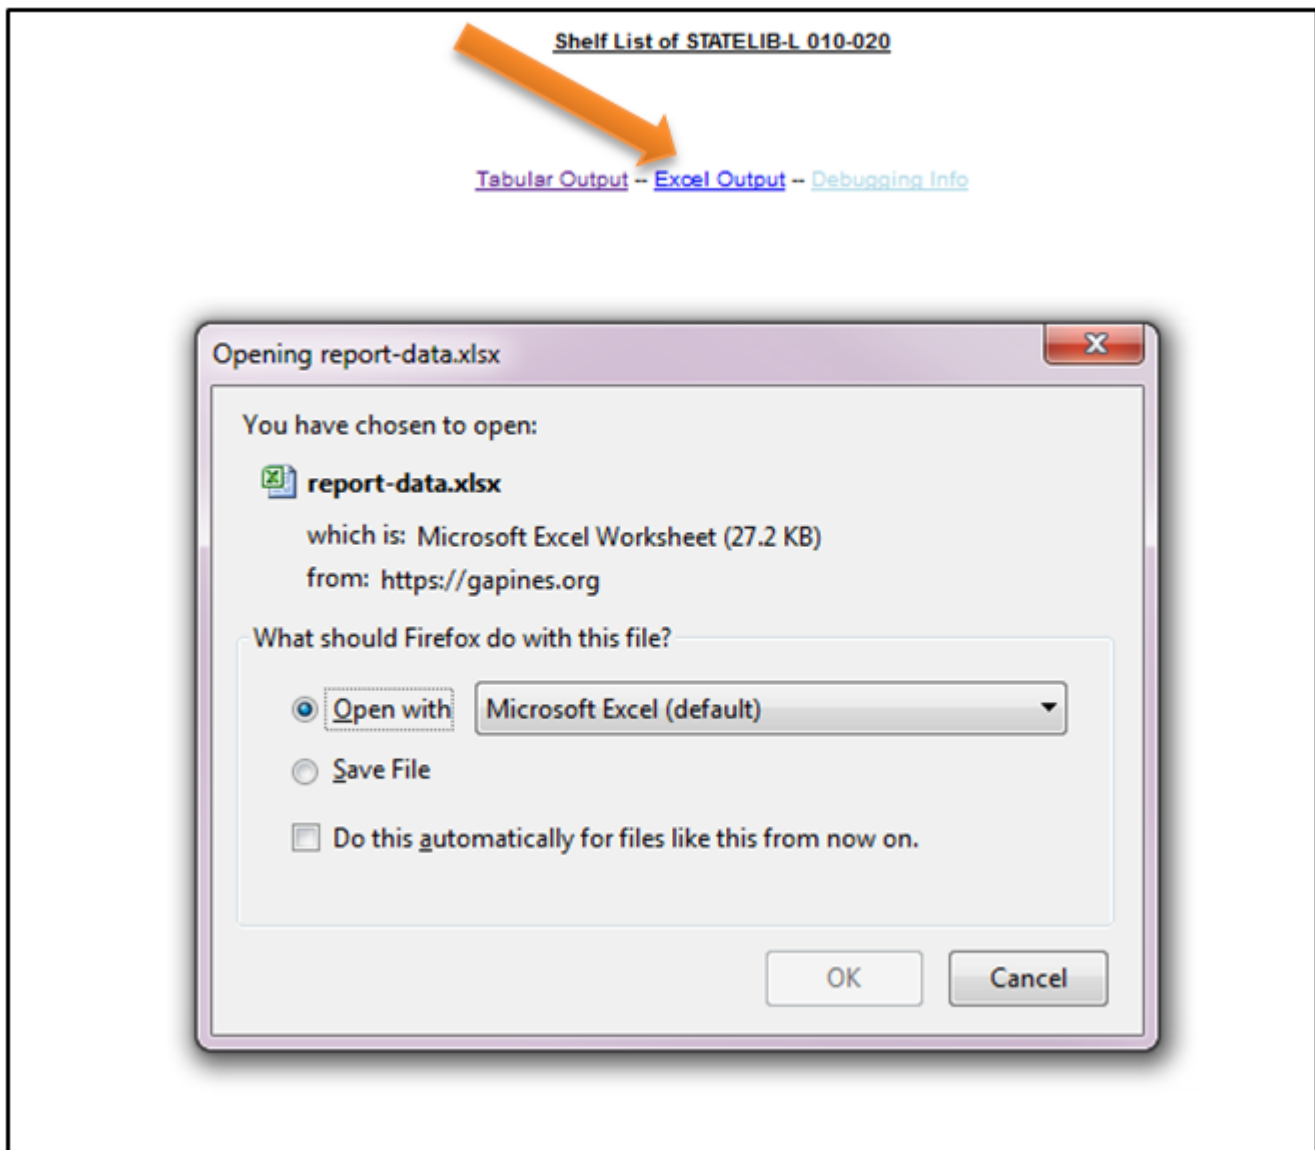 Shelf List of STATELIB-L 010-020
Tabular Output -- Excel Output -- Debugging Info
Opening report-data.xlsx
You have chosen to open:
report-data.xlsx
which is: Microsoft Excel Worksheet (27.2 KB)
from: https://gapines.org
What should Firefox do with this file?
Open with Microsoft Excel (default)
Save File
Do this automatically for files like this from now on.
OK Cancel